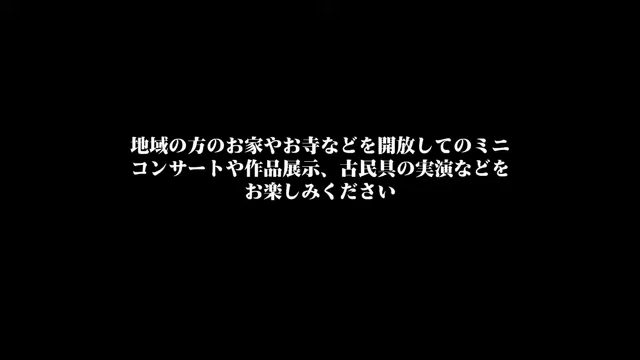 地域の方のお家やお寺などを開放してのミニ
コンサートや作品展示、古民具の実演などを
お楽しみください